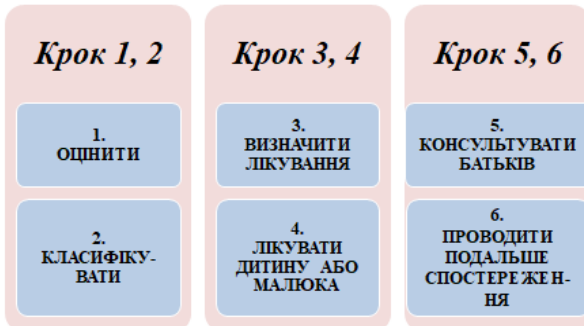 Крок 1, 2
1.
ОЦІНИТИ
2.
КЛАСИФІКУ-
ВАТИ
Крок 3, 4
3.
ВИЗНАЧИТИ
ЛІКУВАННЯ
4.
ЛІКУВАТИ
ДИТИНУ АБО
МАЛЮКА
Крок 5, 6
5.
КОНСУЛЬТУВАТИ
БАТЬКІВ
6.
ПРОВОДИТИ
ПОДАЛЬШЕ
СПОСТЕРЕЖЕН-
НЯ